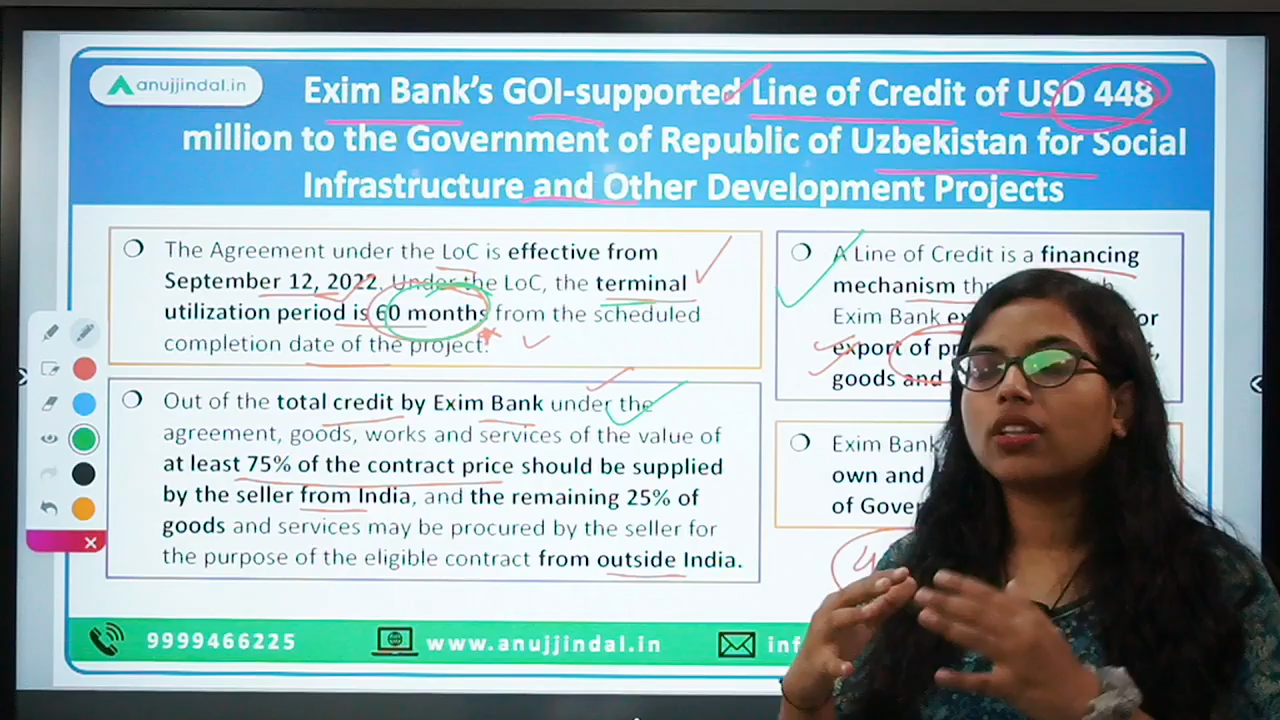 anujjindal.in
Exim Bank's GOI-supported Line of Credit of USD 448
million to the Government of Republic of Uzbekistan for Social
Infrastructure and Other Development Projects
The Agreement under the LoC is effective from
September 12, 2022. Under the LoC, the terminal
utilization period is 60 months from the scheduled
completion date of the project.
Out of the total credit by Exim Bank under the
agreement, goods, works and services of the value of
at least 75% of the contract price should be supplied
by the seller from India, and the remaining 25% of
goods and services may be procured by the seller for
the purpose of the eligible contract from outside India.
A Line of Credit is a financing
mechanism
Exim Bank
export of
goods and
Exim Bank
own and
of
9999466225
www.anujjindal.in